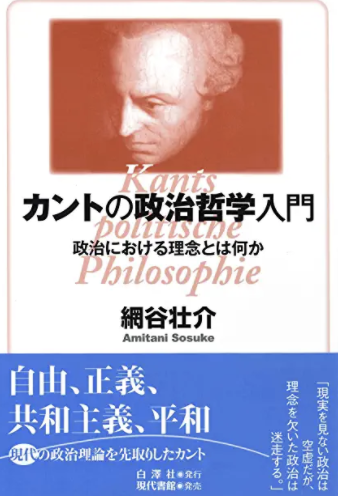 Kants
politische
Philosophie
カントの政治哲学入門
政治における理念とは何か
網谷壮介
Amitani Sosuke
自由、正義、
共和主義、平和
現代の政治理論を先取りしたカント
「現実を見ない政治は
空虚だが、
理念を欠いた政治は
迷走する。」
白澤社◉発行
現代書館◉発売